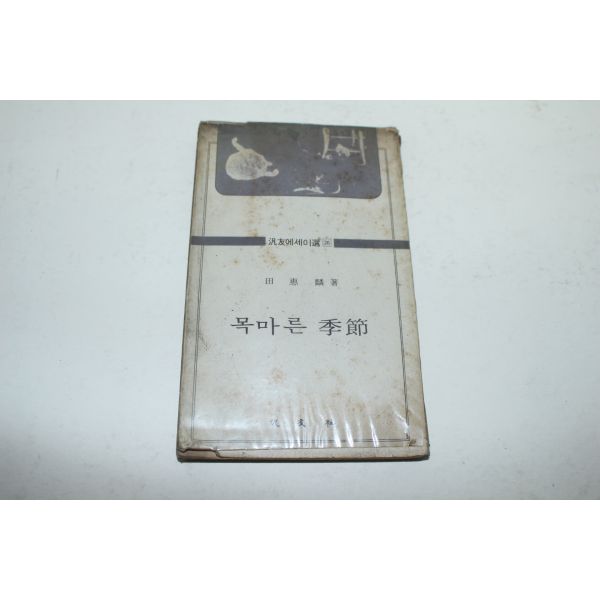 汎友에세이選
田惠麟 著
목마른 季節
汎友社